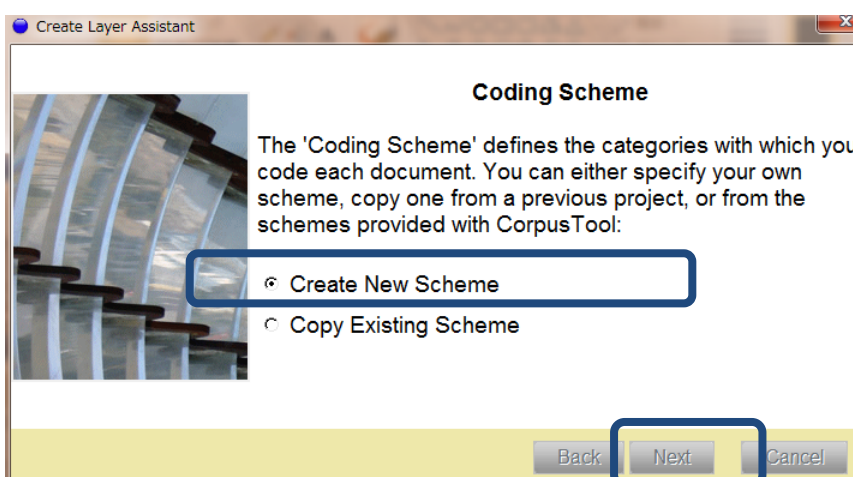 Create Layer Assistant
Coding Scheme
The 'Coding Scheme' defines the categories with which you
code each document. You can either specify your own
scheme, copy one from a previous project, or from the
schemes provided with CorpusTool:
Create New Scheme
Copy Existing Scheme
Back Next Cancel